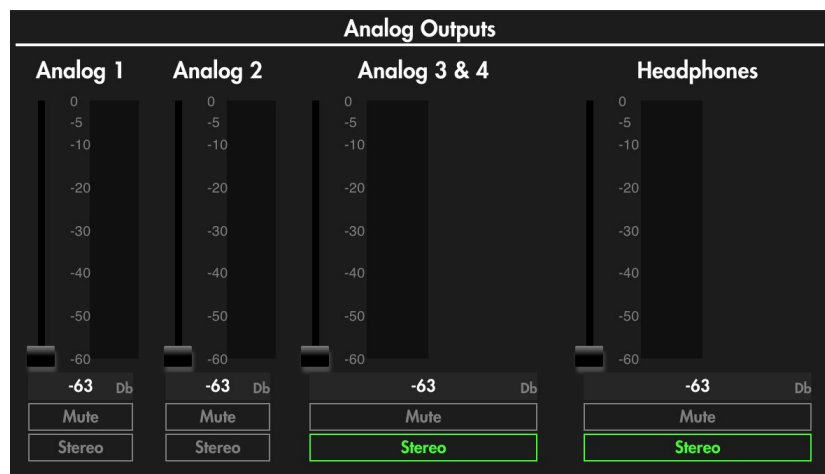 Analog Outputs
Analog 1 Analog 2 Analog 3 & 4 Headphones
0 0 0 0
-5 -5 -5 -5
-10 -10 -10 -10
-20 -20 -20 -20
-30 -30 -30 -30
-40 -40 -40 -40
-50 -50 -50 -50
-60 -60 -60 -60
-63 Db -63 Db -63 Db -63 Db
Mute Mute Mute Mute
Stereo Stereo Stereo Stereo